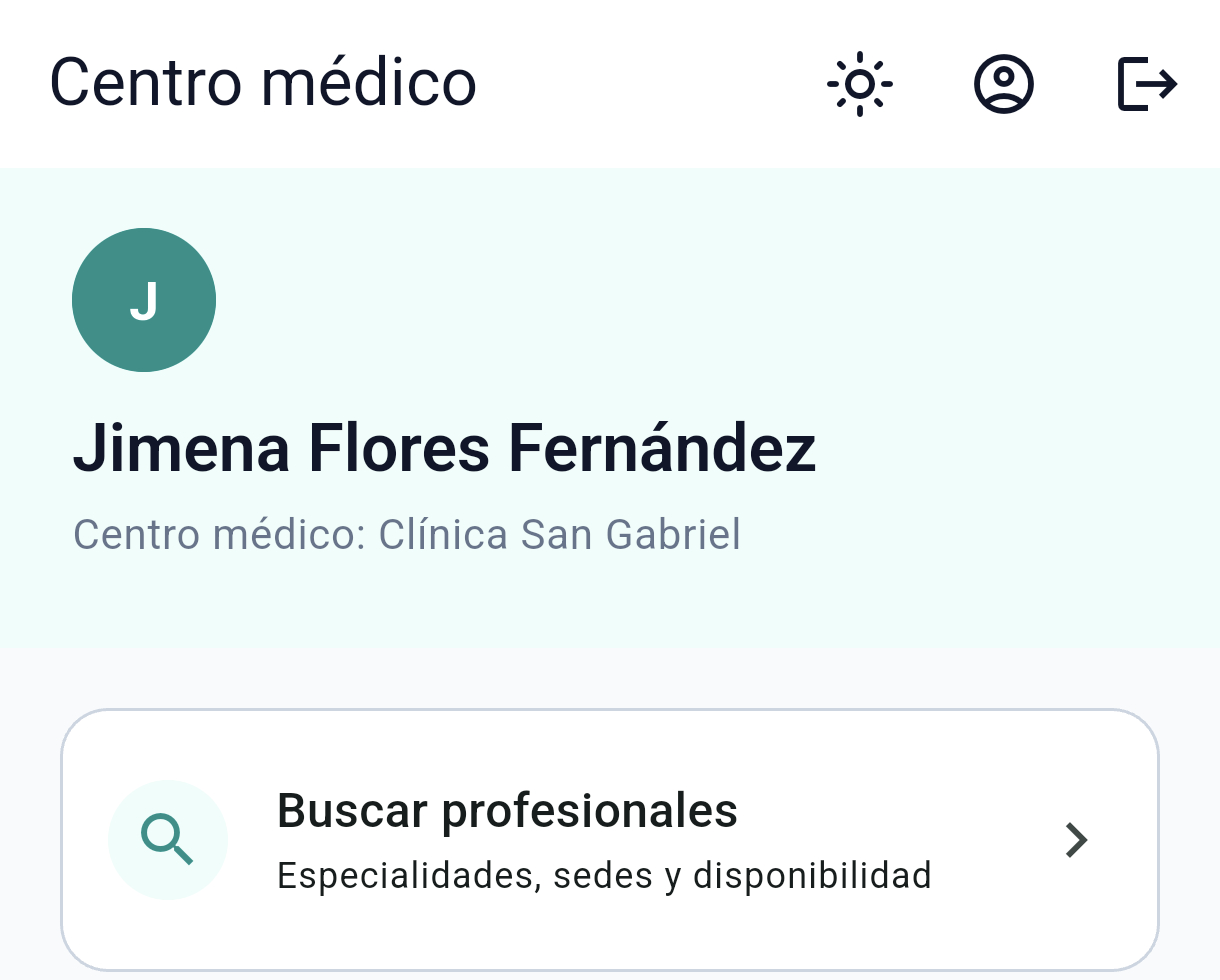 Centro médico
J
Jimena Flores Fernández
Centro médico: Clínica San Gabriel
Buscar profesionales
Especialidades, sedes y disponibilidad